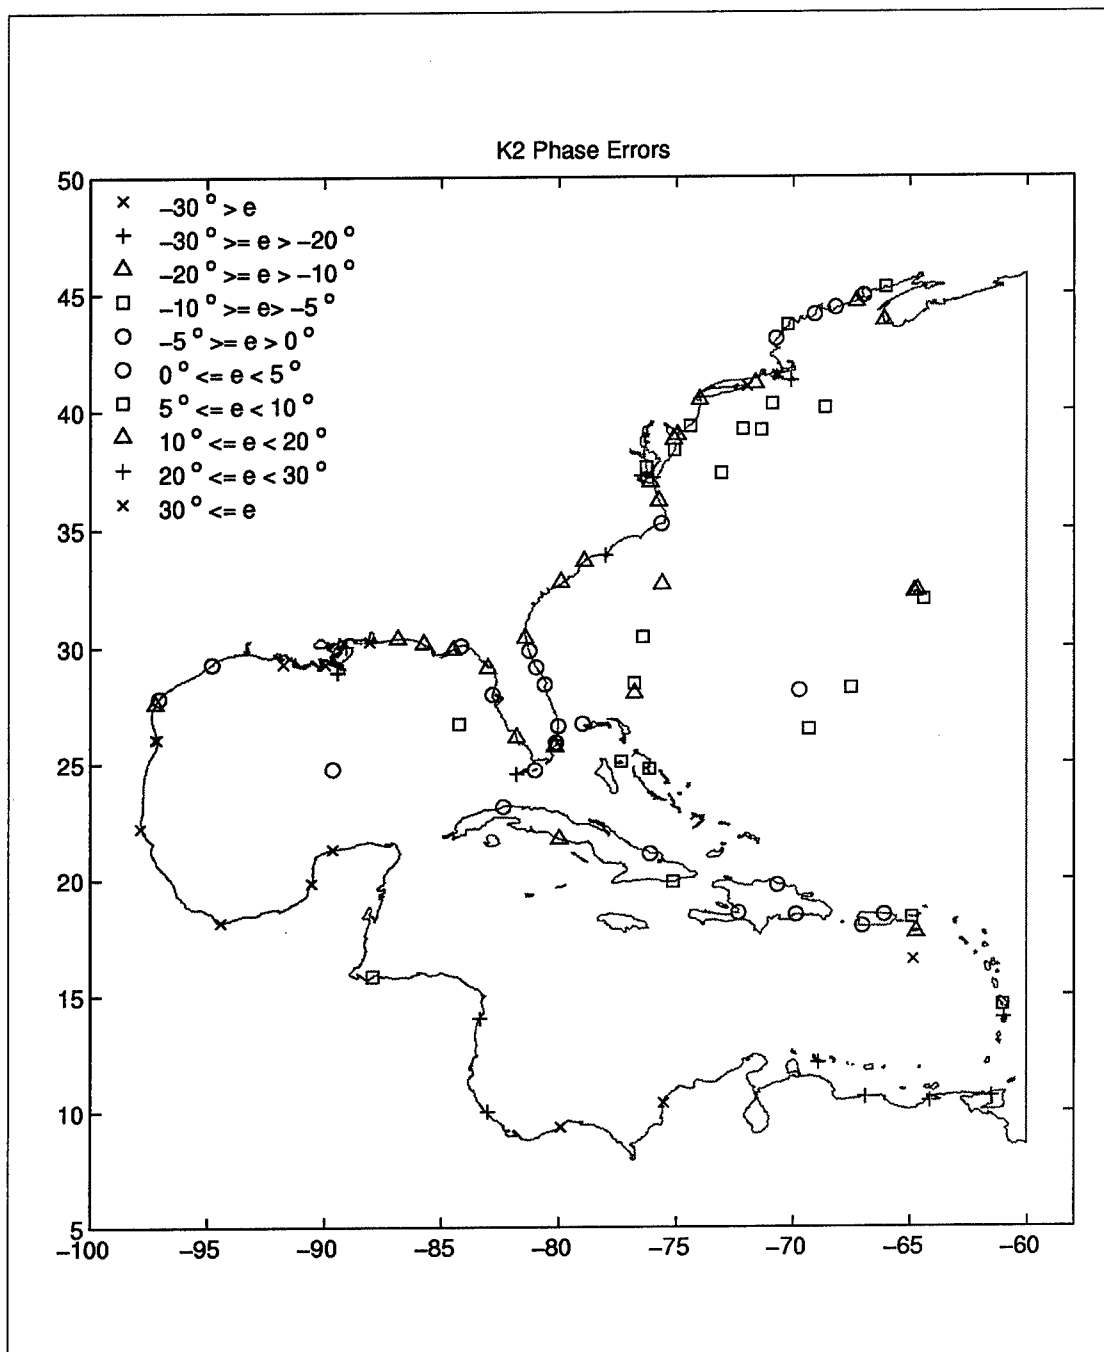 K2 Phase Errors
50
45
40
35
30
25
20
15
10
5
× −30 ° > e
+ −30 ° >= e > −20 °
△ −20 ° >= e > −10 °
□ −10 ° >= e> −5 °
○ −5 ° >= e > 0 °
○ 0 ° <= e < 5 °
□ 5 ° <= e < 10 °
△ 10 ° <= e < 20 °
+ 20 ° <= e < 30 °
× 30 ° <= e
−100 −95 −90 −85 −80 −75 −70 −65 −60